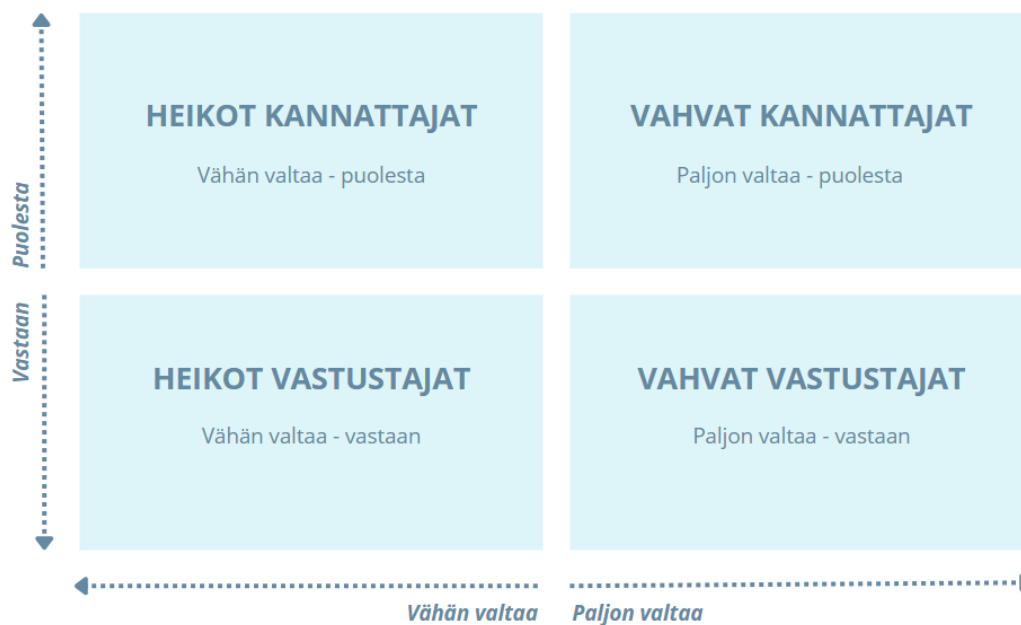 Puolesta
HEIKOT KANNATTAJAT
Vähän valtaa - puolesta
VAHVAT KANNATTAJAT
Paljon valtaa - puolesta
Vastaan
HEIKOT VASTUSTAJAT
Vähän valtaa - vastaan
VAHVAT VASTUSTAJAT
Paljon valtaa - vastaan
Vähän valtaa
Paljon valtaa